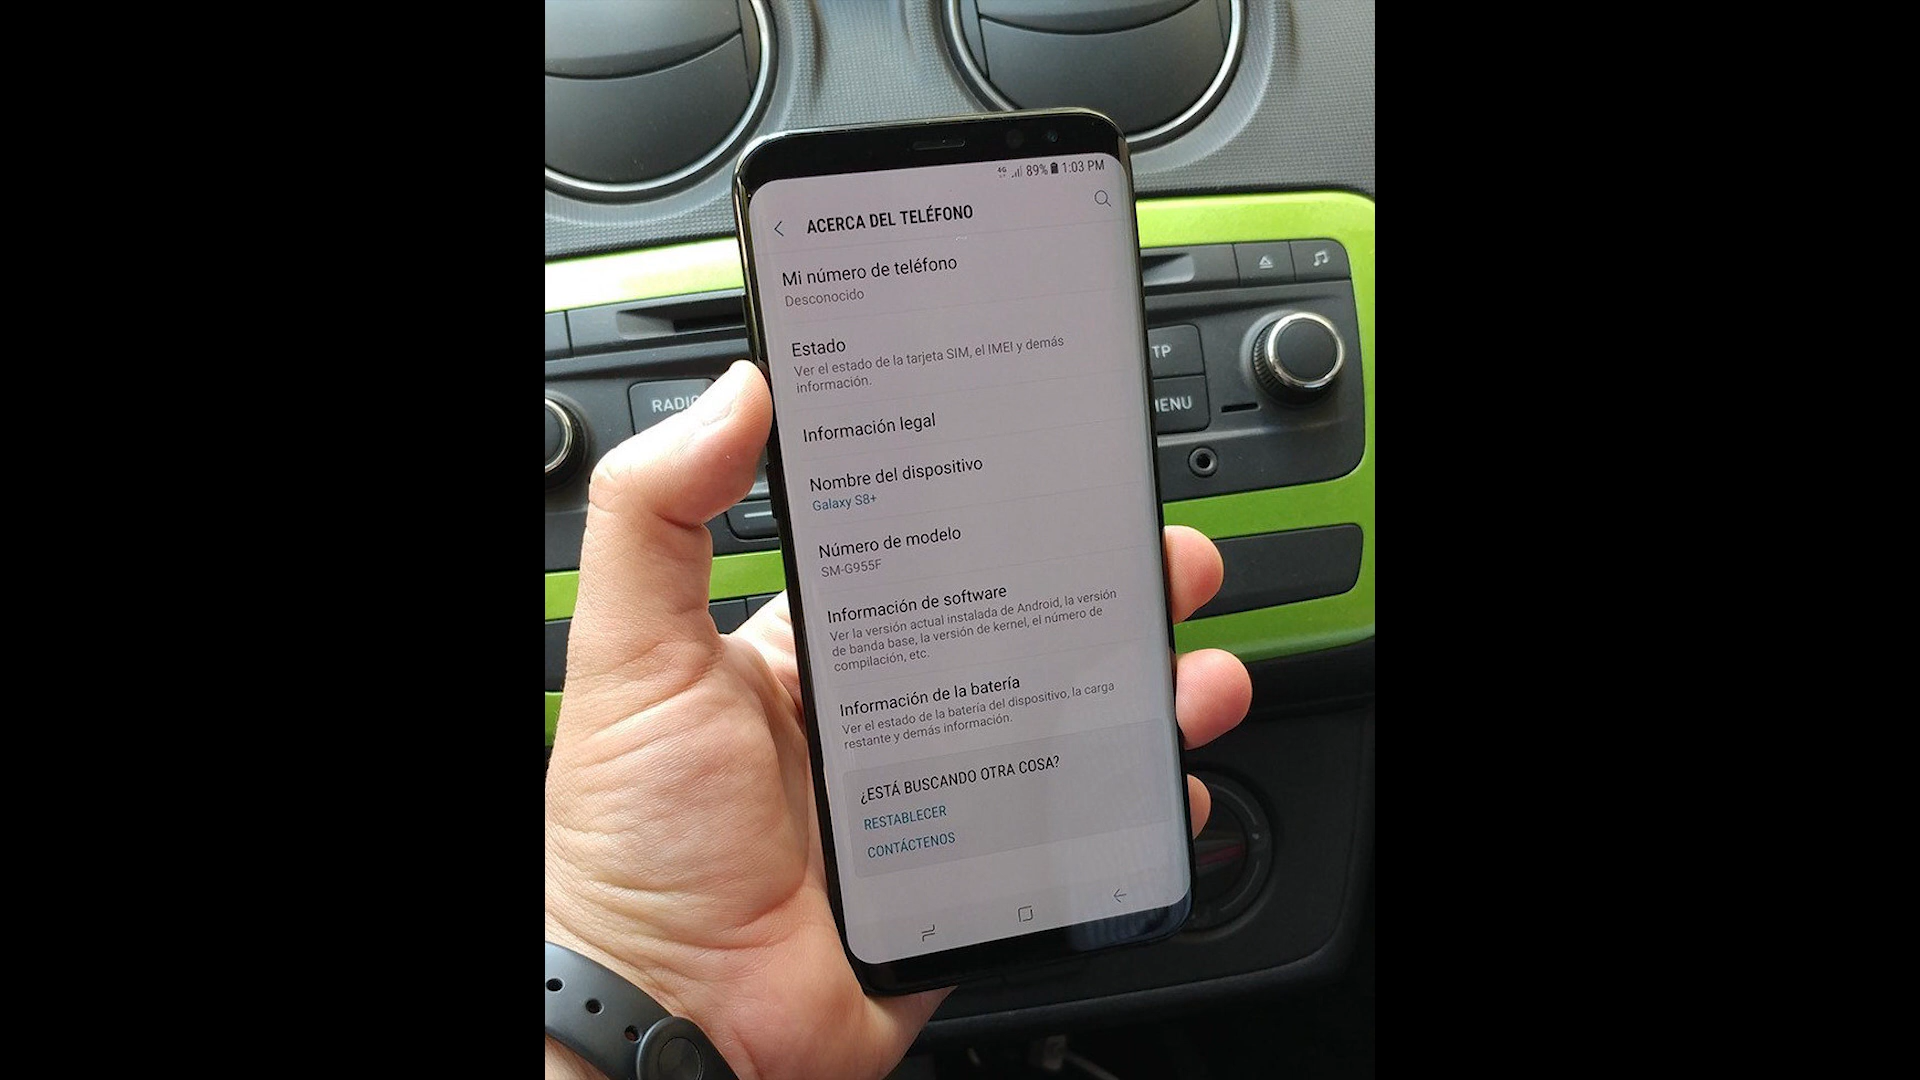 4G 89% 1:03 PM
ACERCA DEL TELÉFONO
Mi número de teléfono
Desconocido
Estado
Ver el estado de la tarjeta SIM, el IMEI y demás
información.
Información legal
Nombre del dispositivo
Galaxy S8+
Número de modelo
SM-G955F
Información de software
Ver la versión actual instalada de Android, la versión
de banda base, la versión de kernel, el número de
compilación, etc.
Información de la batería
Ver el estado de la batería del dispositivo, la carga
restante y demás información.
¿ESTÁ BUSCANDO OTRA COSA?
RESTABLECER
CONTÁCTENOS
RADIO
TP
MENU